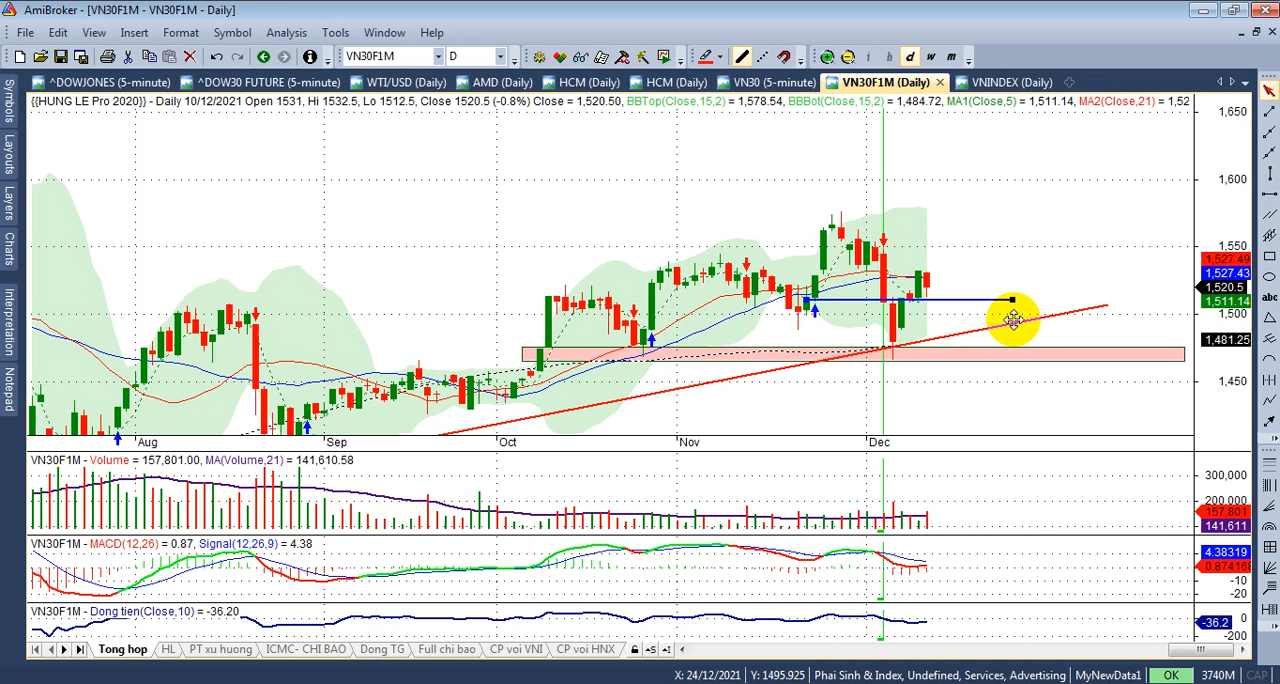 AmiBroker - [VN30F1M - VN30F1M - Daily]
File Edit View Insert Format Symbol Analysis Tools Window Help
VN30F1M D i h d w m
^DOWJONES (5-minute) ^DOW30 FUTURE (5-minute) WTI/USD (Daily) AMD (Daily) HCM (Daily) HCM (Daily) VN30 (5-minute) VN30F1M (Daily) VNINDEX (Daily)
{{HUNG LE Pro 2020}} - Daily 10/12/2021 Open 1531, Hi 1532.5, Lo 1512.5, Close 1520.5 (-0.8%) Close = 1,520.50, BBTop(Close,15,2) = 1,578.54, BBBot(Close,15,2) = 1,484.72, MA1(Close,5) = 1,511.14, MA2(Close,21) = 1,52
Symbols
Layouts
Layers
Charts
Interpretation
Notepad
abc
1,650
1,600
1,550
1,527.49
1,527.43
1,520.5
1,511.14
1,500
1,481.25
1,450
Aug Sep Oct Nov Dec
VN30F1M - Volume = 157,801.00, MA(Volume,21) = 141,610.58
300,000
200,000
157,801
141,611
VN30F1M - MACD(12,26) = 0.87, Signal(12,26,9) = 4.38
4.38319
0.874168
-10
-20
VN30F1M - Dong tien(Close,10) = -36.20
0
-36.2
-200
Tong hop HL PT xu huong ICMC- CHI BAO Dong TG Full chi bao CP voi VNI CP voi HNX
X: 24/12/2021 Y: 1495.925 Phai Sinh & Index, Undefined, Services, Advertising MyNewData1 OK 3740M CAP